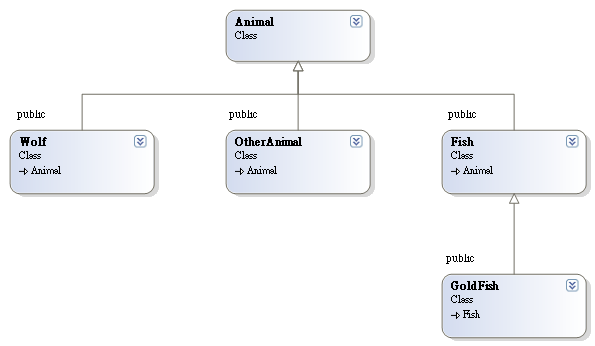 Animal
Class
public
public
public
Wolf
Class
Animal
OtherAnimal
Class
Animal
Fish
Class
Animal
public
GoldFish
Class
Fish